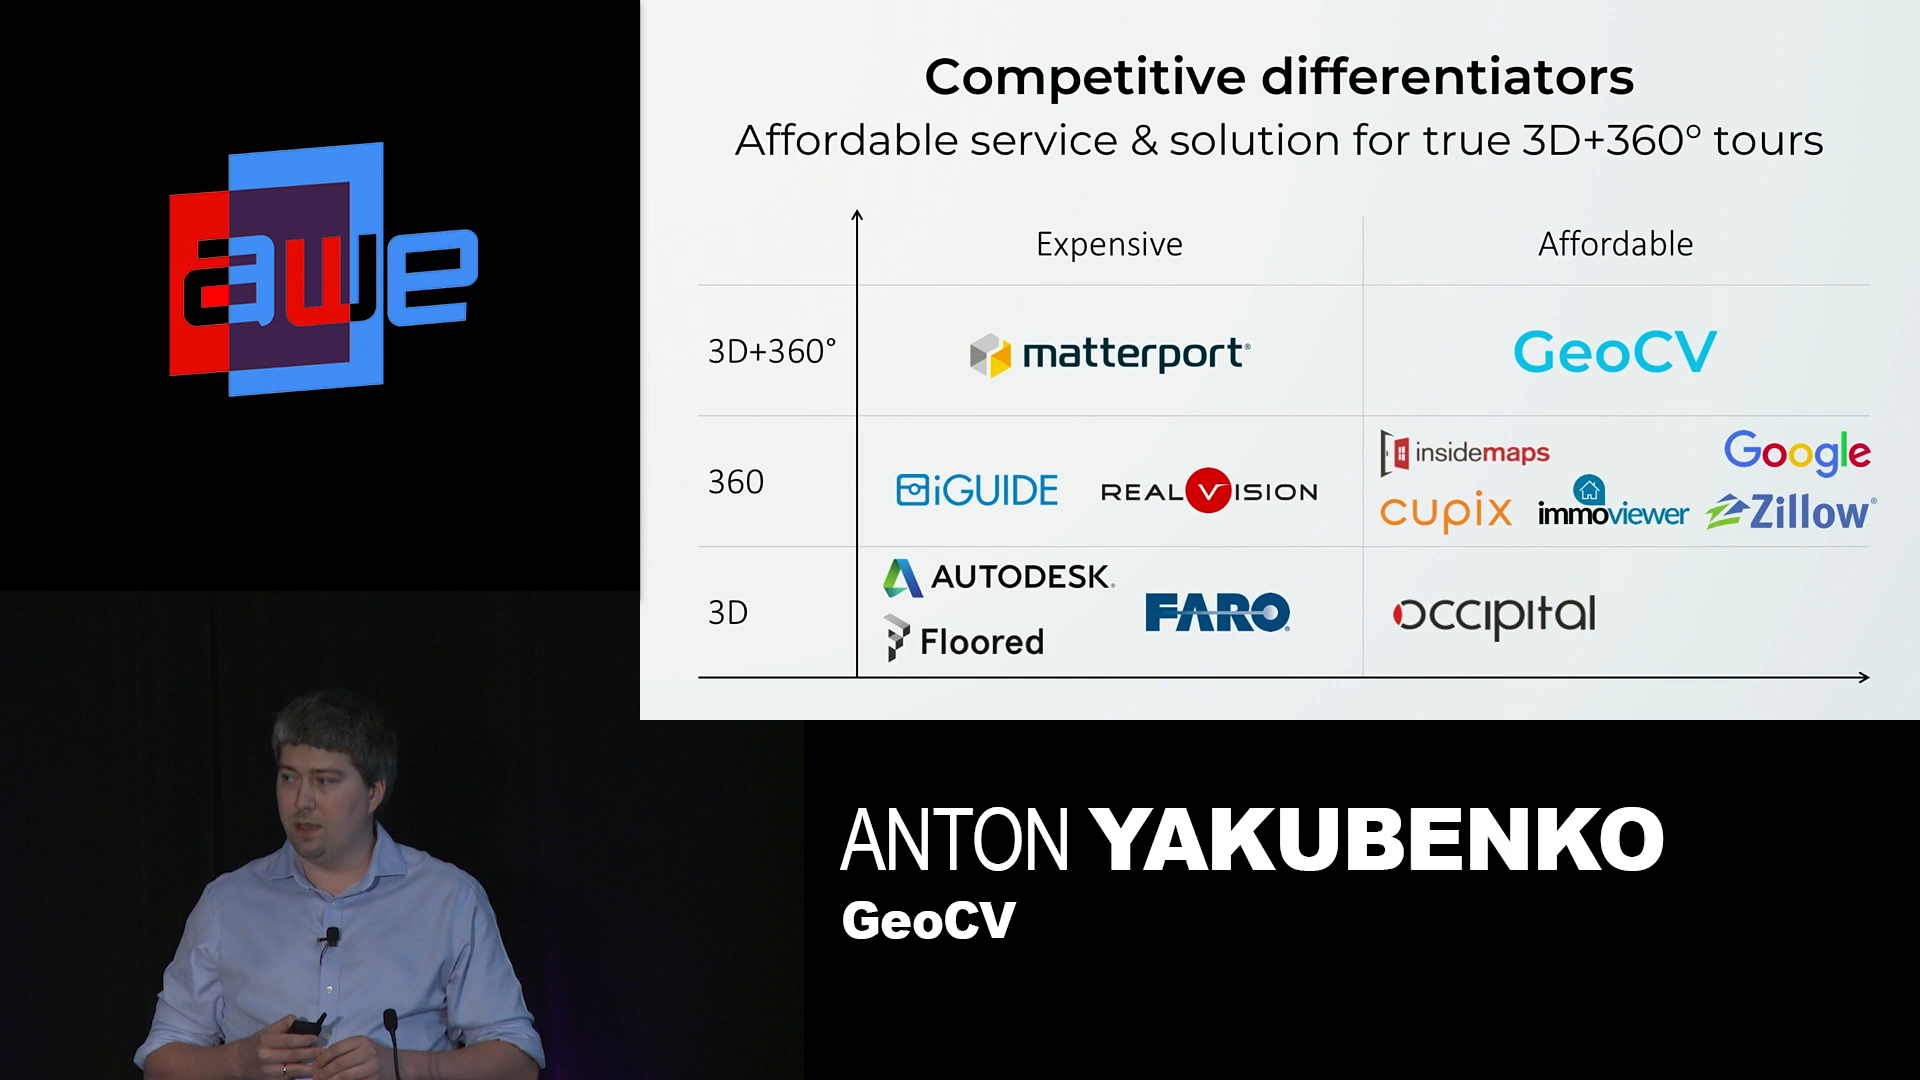 awe
Competitive differentiators
Affordable service & solution for true 3D+360° tours
Expensive
Affordable
3D+360°
matterport®
GeoCV
360
iGUIDE
REALVISION
insidemaps
Google
cupix
immoviewer
Zillow®
3D
AUTODESK.
Floored
FARO®
occipital
ANTON YAKUBENKO
GeoCV